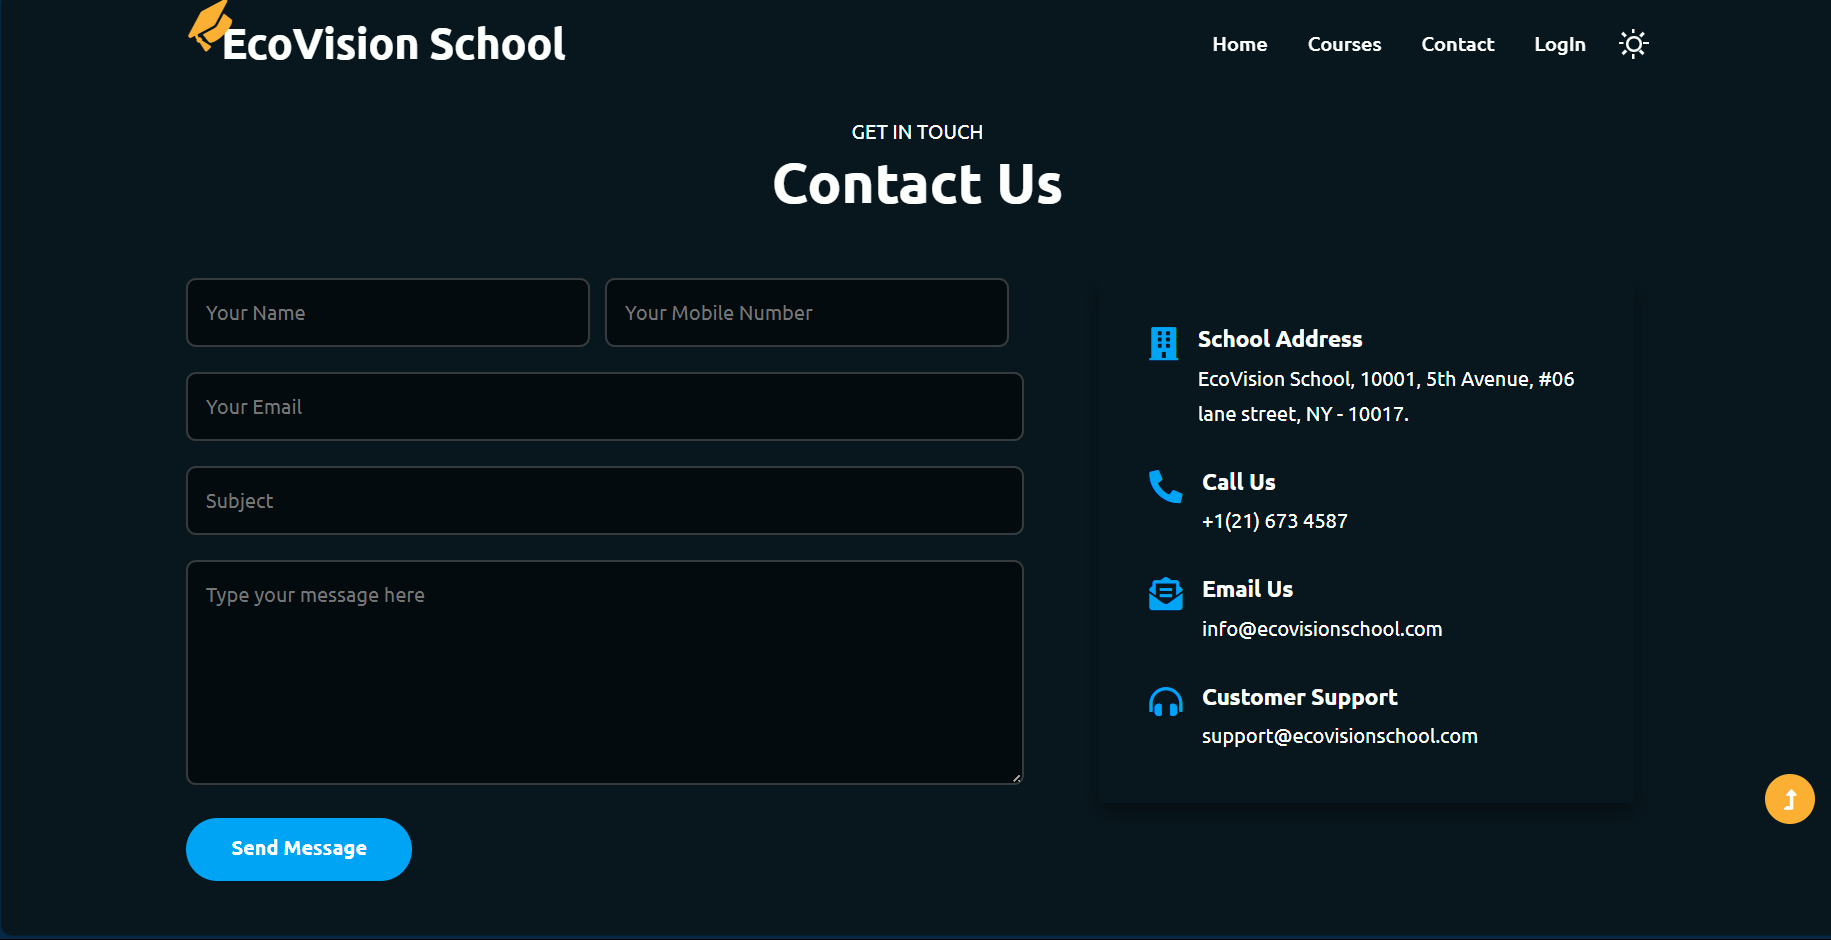 EcoVision School
Home Courses Contact LogIn
GET IN TOUCH
Contact Us
Your Name
Your Mobile Number
Your Email
Subject
Type your message here
Send Message
School Address
EcoVision School, 10001, 5th Avenue, #06
lane street, NY - 10017.
Call Us
+1(21) 673 4587
Email Us
info@ecovisionschool.com
Customer Support
support@ecovisionschool.com